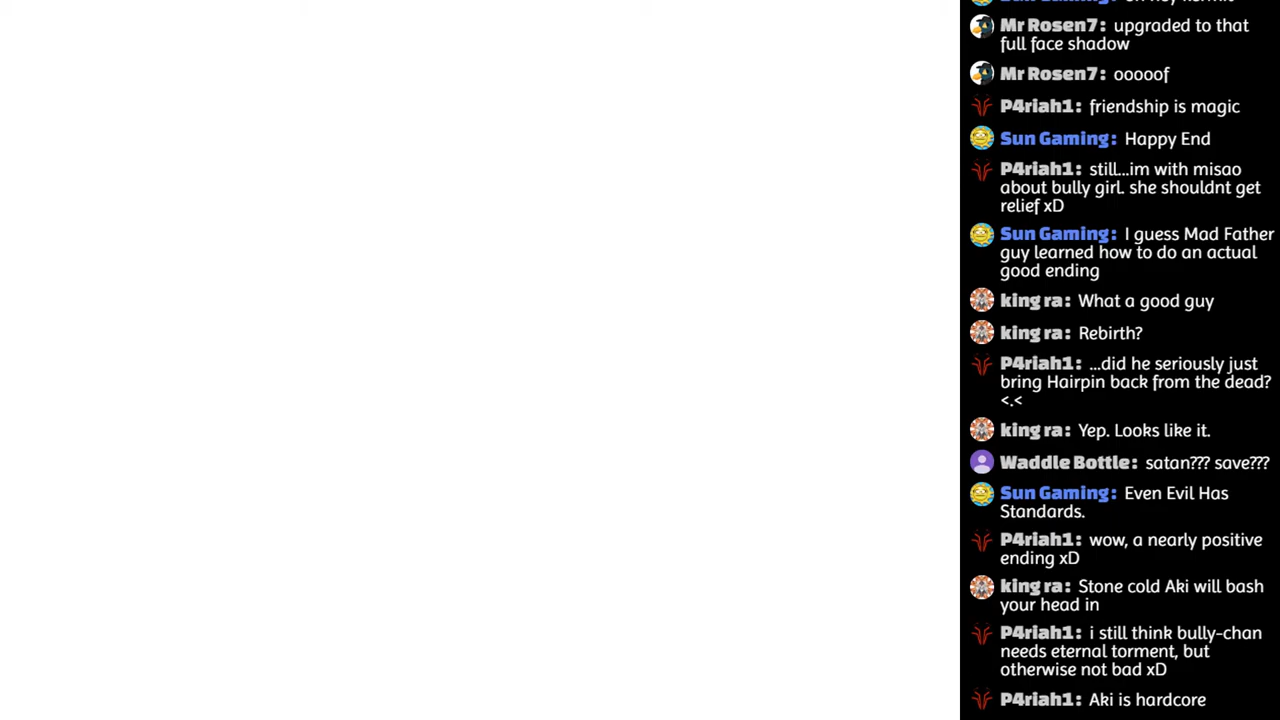 Mr Rosen7: upgraded to that
full face shadow
Mr Rosen7: ooooof
P4riah1: friendship is magic
Sun Gaming: Happy End
P4riah1: still...im with misao
about bully girl. she shouldnt get
relief xD
Sun Gaming: I guess Mad Father
guy learned how to do an actual
good ending
king ra: What a good guy
king ra: Rebirth?
P4riah1: ...did he seriously just
bring Hairpin back from the dead?
<.<
king ra: Yep. Looks like it.
Waddle Bottle: satan??? save???
Sun Gaming: Even Evil Has
Standards.
P4riah1: wow, a nearly positive
ending xD
king ra: Stone cold Aki will bash
your head in
P4riah1: i still think bully-chan
needs eternal torment, but
otherwise not bad xD
P4riah1: Aki is hardcore